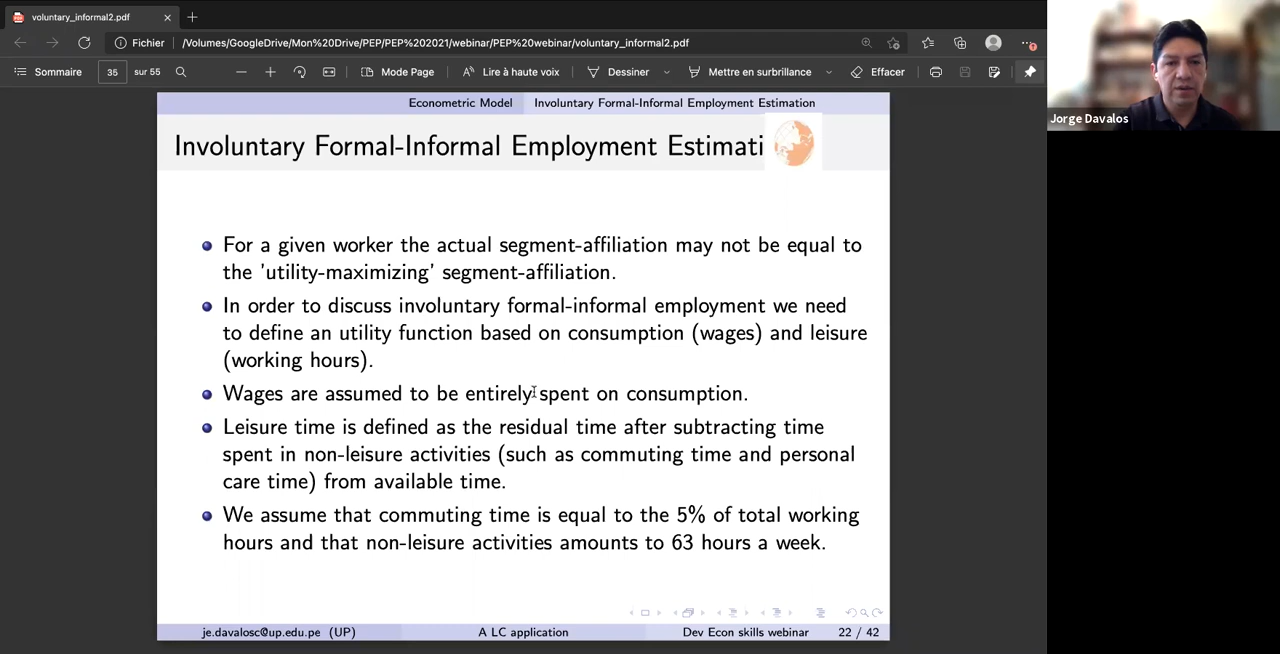 voluntary_informal2.pdf
Fichier /Volumes/GoogleDrive/Mon%20Drive/PEP/PEP%202021/webinar/PEP%20webinar/voluntary_informal2.pdf
Sommaire 35 sur 55 Mode Page Lire à haute voix Dessiner Mettre en surbrillance Effacer
Jorge Davalos
Econometric Model Involuntary Formal-Informal Employment Estimation
Involuntary Formal-Informal Employment Estimati
For a given worker the actual segment-affiliation may not be equal to
the 'utility-maximizing' segment-affiliation.
In order to discuss involuntary formal-informal employment we need
to define an utility function based on consumption (wages) and leisure
(working hours).
Wages are assumed to be entirely spent on consumption.
Leisure time is defined as the residual time after subtracting time
spent in non-leisure activities (such as commuting time and personal
care time) from available time.
We assume that commuting time is equal to the 5% of total working
hours and that non-leisure activities amounts to 63 hours a week.
je.davalosc@up.edu.pe (UP) A LC application Dev Econ skills webinar 22 / 42